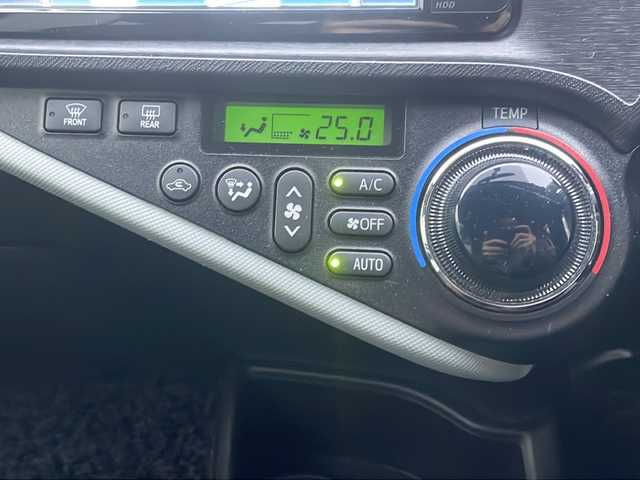 HDD
FRONT
REAR
25.0
TEMP
A/C
OFF
AUTO